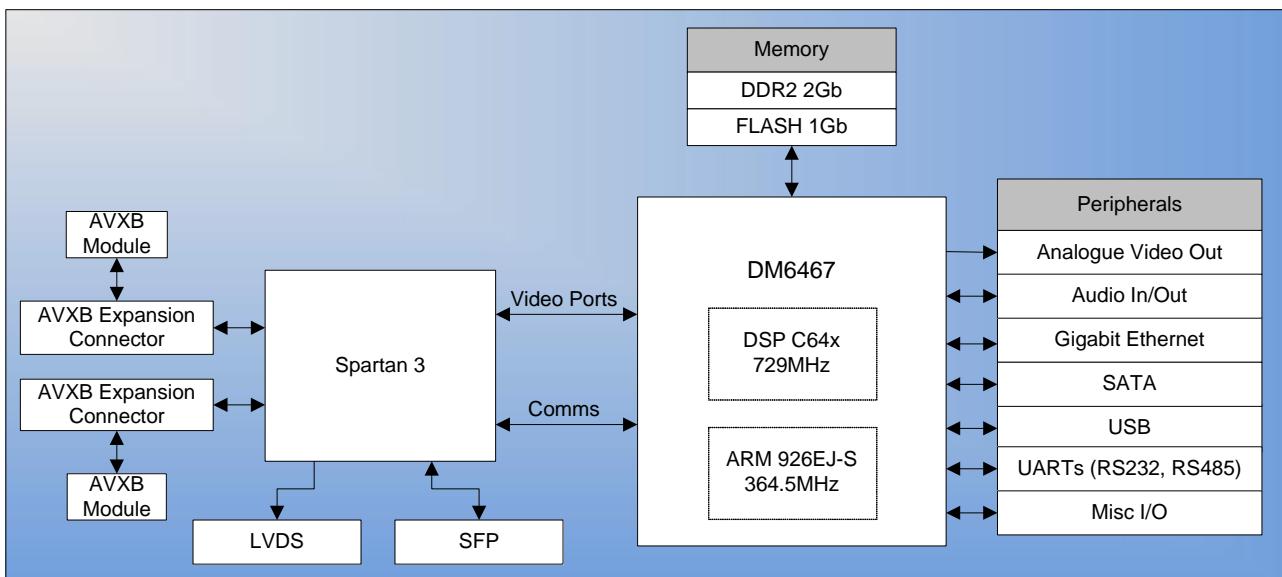 Memory
DDR2 2Gb
FLASH 1Gb
AVXB
Module
AVXB Expansion
Connector
AVXB Expansion
Connector
AVXB
Module
Spartan 3
LVDS
SFP
Video Ports
Comms
DM6467
DSP C64x
729MHz
ARM 926EJ-S
364.5MHz
Peripherals
Analogue Video Out
Audio In/Out
Gigabit Ethernet
SATA
USB
UARTs (RS232, RS485)
Misc I/O